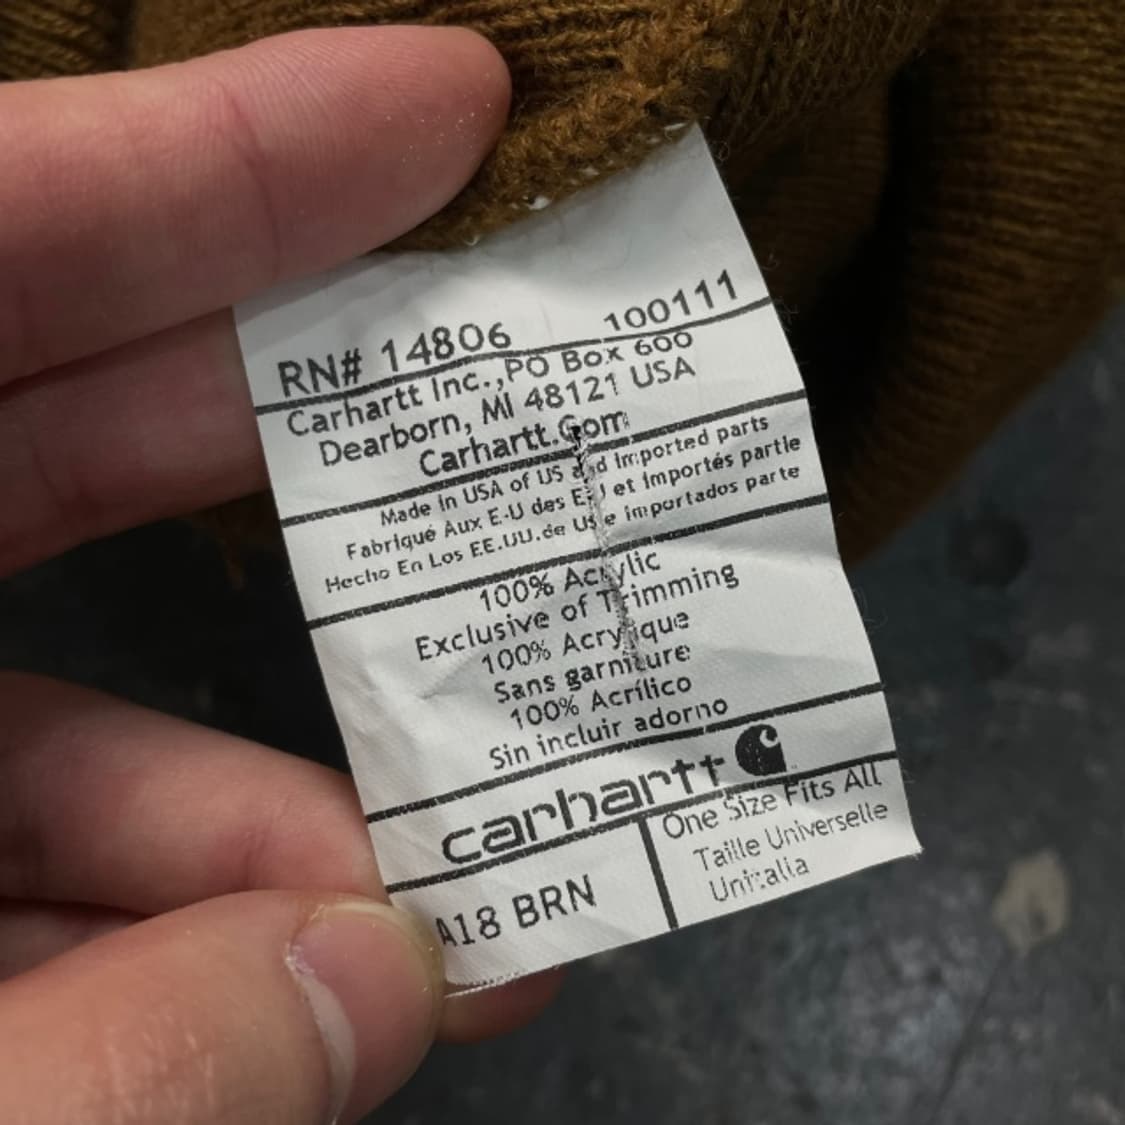 RN# 14806 100111
Carhartt Inc.,PO Box 600
Dearborn, MI 48121 USA
Carhartt.Com
Made in USA of US and Imported parts
Fabriqué Aux E-U des E-U et Importés partie
Hecho En Los EE.UU.de US e importados parte
100% Acrylic
Exclusive of Trimming
100% Acrylique
Sans garniture
100% Acrílico
Sin incluir adorno
carhartt
A18 BRN
One Size Fits All
Taille Universelle
Unitalla